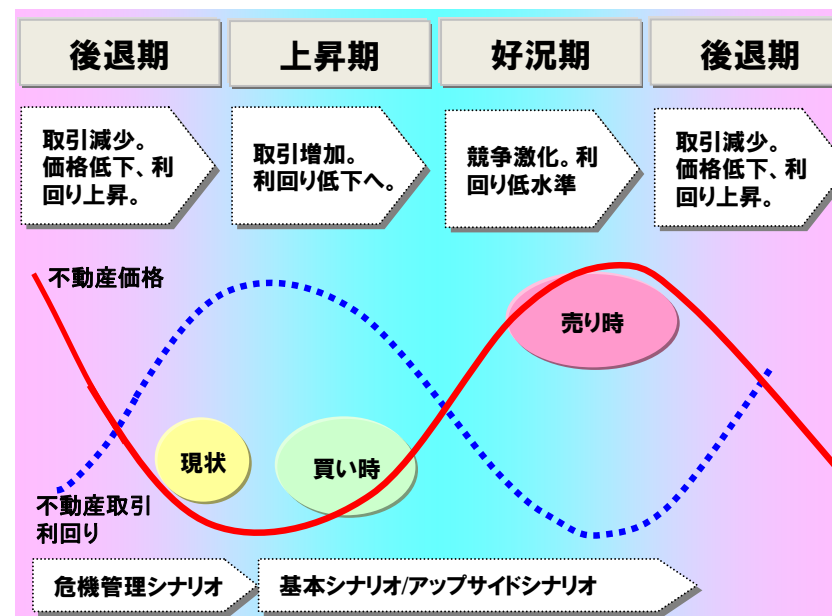 後退期
上昇期
好況期
後退期
取引減少。
価格低下、利
回り上昇。
取引増加。
利回り低下へ。
競争激化。利
回り低水準
取引減少。
価格低下、利
回り上昇。
不動産価格
売り時
現状
買い時
不動産取引
利回り
危機管理シナリオ
基本シナリオ/アップサイドシナリオ